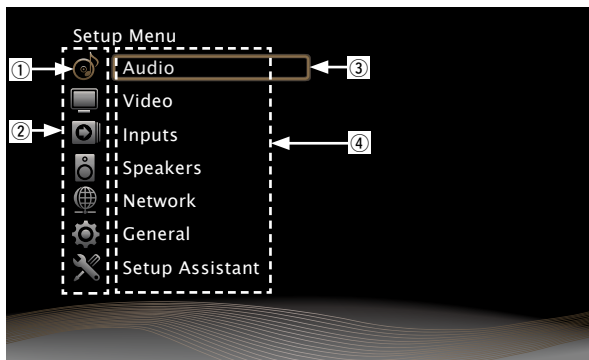 Setup Menu
① Audio ③
Video
② Inputs ④
Speakers
Network
General
Setup Assistant